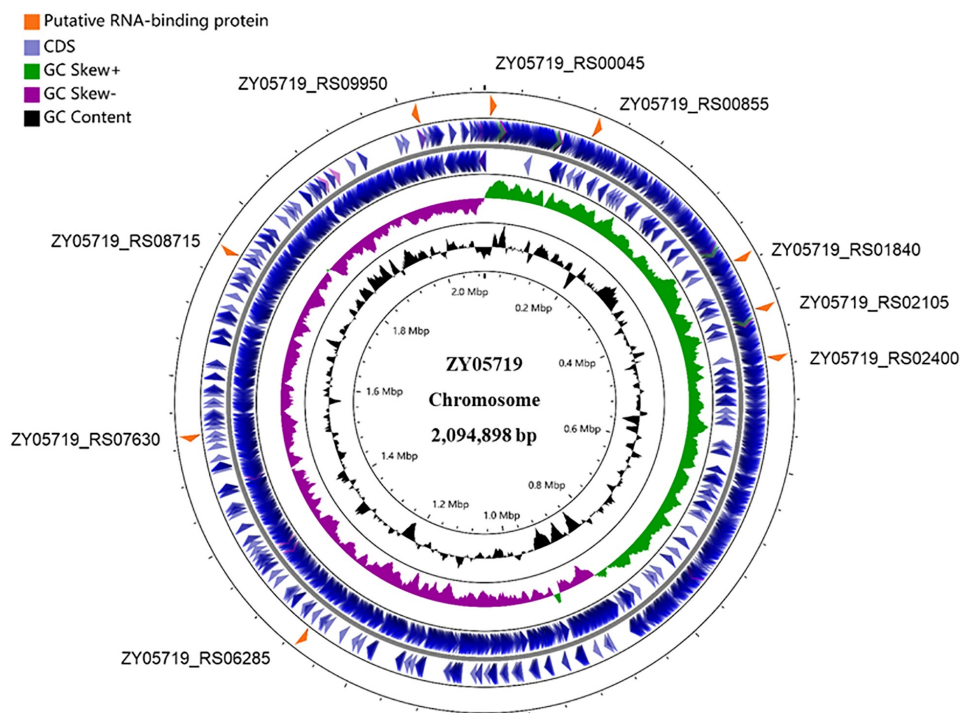 Putative RNA-binding protein
CDS
GC Skew+
GC Skew-
GC Content
ZY05719_RS09950
ZY05719_RS00045
ZY05719_RS00855
ZY05719_RS08715
ZY05719_RS01840
ZY05719_RS02105
ZY05719_RS02400
ZY05719_RS07630
ZY05719_RS06285
2.0 Mbp
0.2 Mbp
1.8 Mbp
0.4 Mbp
1.6 Mbp
0.6 Mbp
1.4 Mbp
0.8 Mbp
1.2 Mbp
1.0 Mbp
ZY05719
Chromosome
2,094,898 bp